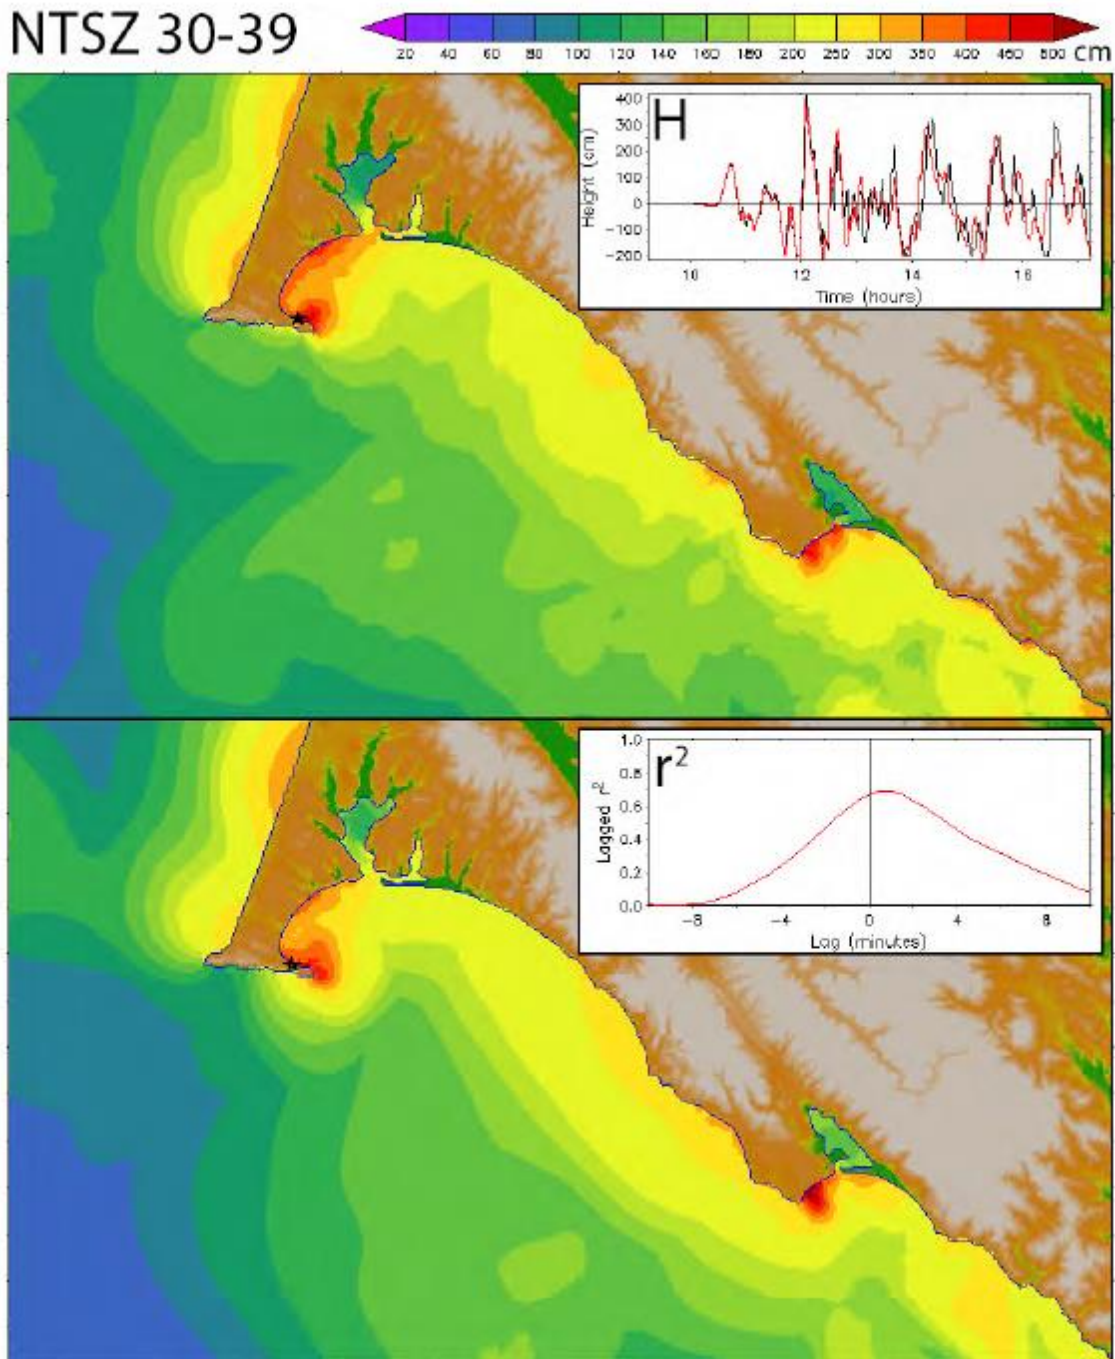 NTSZ 30-39
20 40 60 80 100 120 140 160 180 200 250 300 350 400 450 500 cm
H
Height (cm)
400
300
200
100
0
-100
-200
10 12 14 16
Time (hours)
r²
Lagged r²
1.0
0.8
0.6
0.4
0.2
0.0
-8 -4 0 4 8
Lag (minutes)